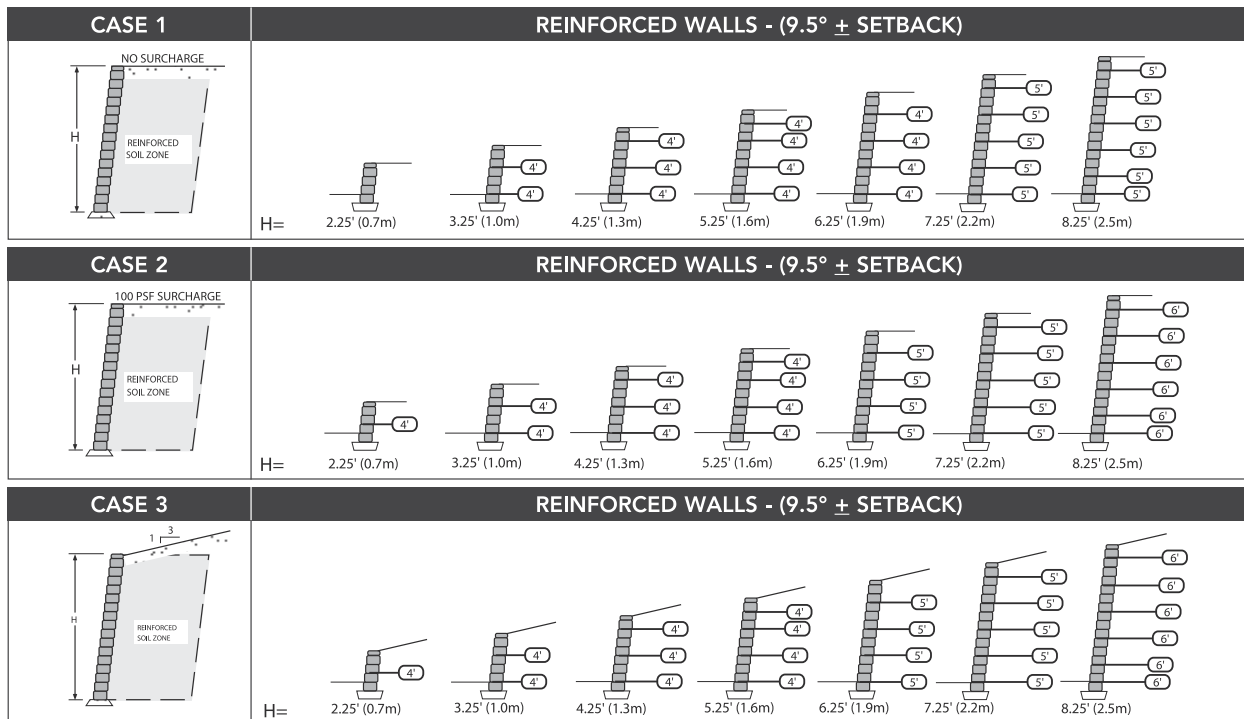 CASE 1
REINFORCED WALLS - (9.5° ± SETBACK)
NO SURCHARGE
H
REINFORCED
SOIL ZONE
5'
5' 5'
4' 5'
4' 5' 5'
4' 4' 4' 5' 5'
4' 4' 4' 4' 5' 5'
4' 4' 4' 4' 5' 5'
H= 2.25' (0.7m) 3.25' (1.0m) 4.25' (1.3m) 5.25' (1.6m) 6.25' (1.9m) 7.25' (2.2m) 8.25' (2.5m)
CASE 2
REINFORCED WALLS - (9.5° ± SETBACK)
100 PSF SURCHARGE
H
REINFORCED
SOIL ZONE
6'
5' 6'
4' 5' 5' 6'
4' 4' 5' 5' 6'
4' 4' 4' 4' 5' 5' 6'
4' 4' 4' 5' 5' 6'
H= 2.25' (0.7m) 3.25' (1.0m) 4.25' (1.3m) 5.25' (1.6m) 6.25' (1.9m) 7.25' (2.2m) 8.25' (2.5m)
CASE 3
REINFORCED WALLS - (9.5° ± SETBACK)
1 3
H
REINFORCED
SOIL ZONE
6'
5' 6'
4' 5' 5' 6'
4' 4' 5' 5' 6'
4' 4' 4' 4' 5' 5' 6'
4' 4' 4' 5' 5' 6'
H= 2.25' (0.7m) 3.25' (1.0m) 4.25' (1.3m) 5.25' (1.6m) 6.25' (1.9m) 7.25' (2.2m) 8.25' (2.5m)